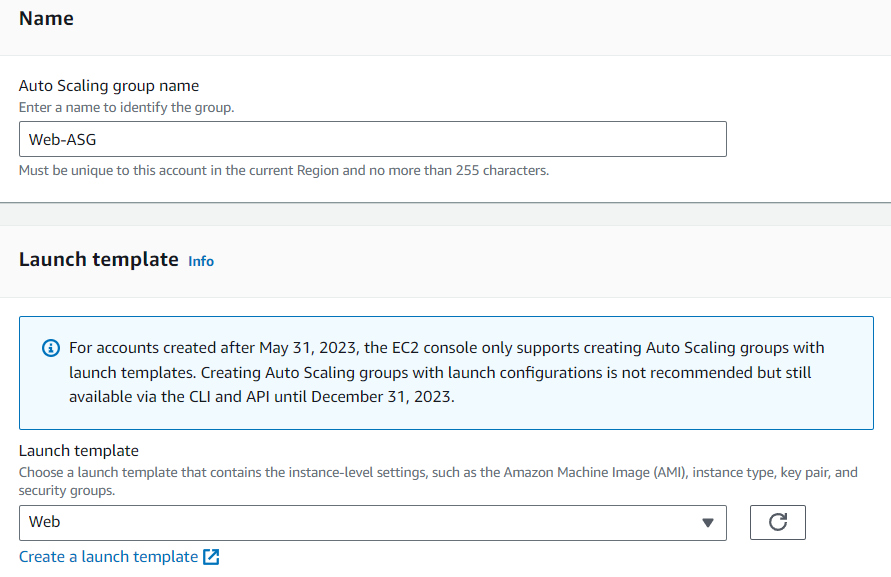 Name
Auto Scaling group name
Enter a name to identify the group.
Web-ASG
Must be unique to this account in the current Region and no more than 255 characters.
Launch template Info
For accounts created after May 31, 2023, the EC2 console only supports creating Auto Scaling groups with
launch templates. Creating Auto Scaling groups with launch configurations is not recommended but still
available via the CLI and API until December 31, 2023.
Launch template
Choose a launch template that contains the instance-level settings, such as the Amazon Machine Image (AMI), instance type, key pair, and
security groups.
Web
Create a launch template